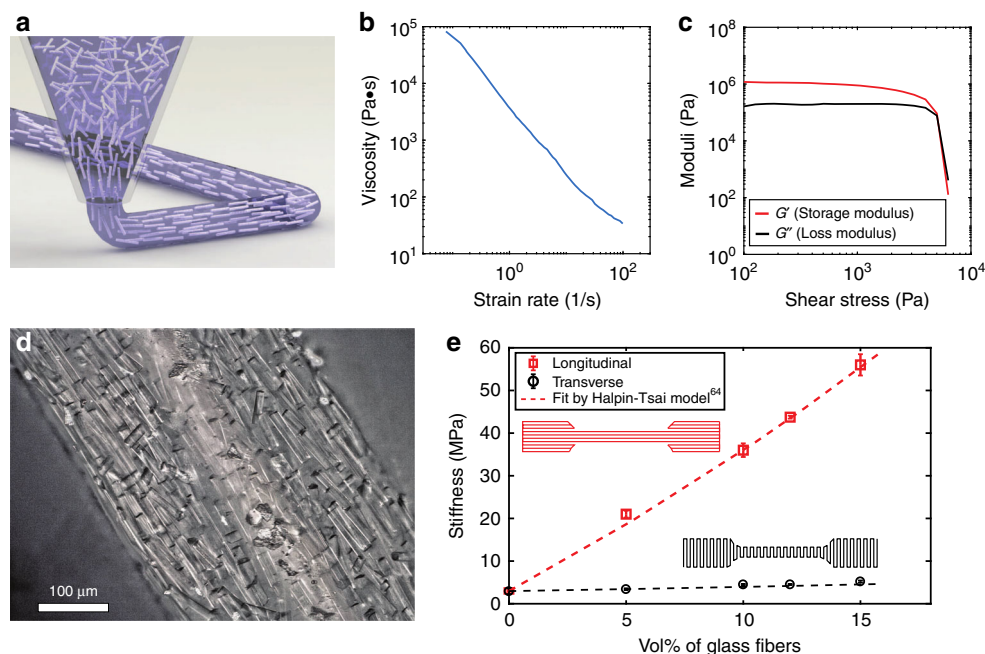 a
b
10^5
10^4
10^3
10^2
10^1
10^0
10^2
Viscosity (Pa•s)
Strain rate (1/s)
c
10^8
10^6
10^4
10^2
10^0
10^2
10^3
10^4
Moduli (Pa)
G′ (Storage modulus)
G″ (Loss modulus)
Shear stress (Pa)
d
100 μm
e
60
50
40
30
20
10
0
0
5
10
15
Stiffness (MPa)
Longitudinal
Transverse
Fit by Halpin-Tsai model^64
Vol% of glass fibers